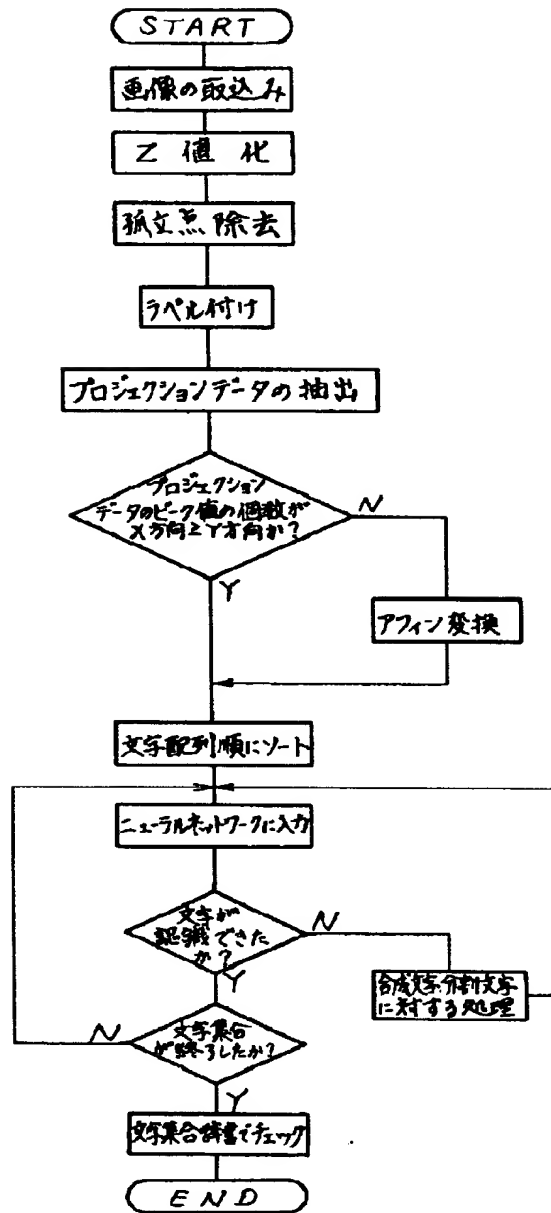 START
画像の取込み
2値化
孤立点除去
ラベル付け
プロジェクションデータの抽出
プロジェクション
データのピーク値の個数が
X方向≧Y方向か?
N
Y
アフィン変換
文字配列順にソート
ニューラルネットワークに入力
文字が
認識できた
か?
N
Y
合成文字,分割文字
に対する処理
文字集合
が終了したか?
N
Y
文字集合辞書でチェック
END